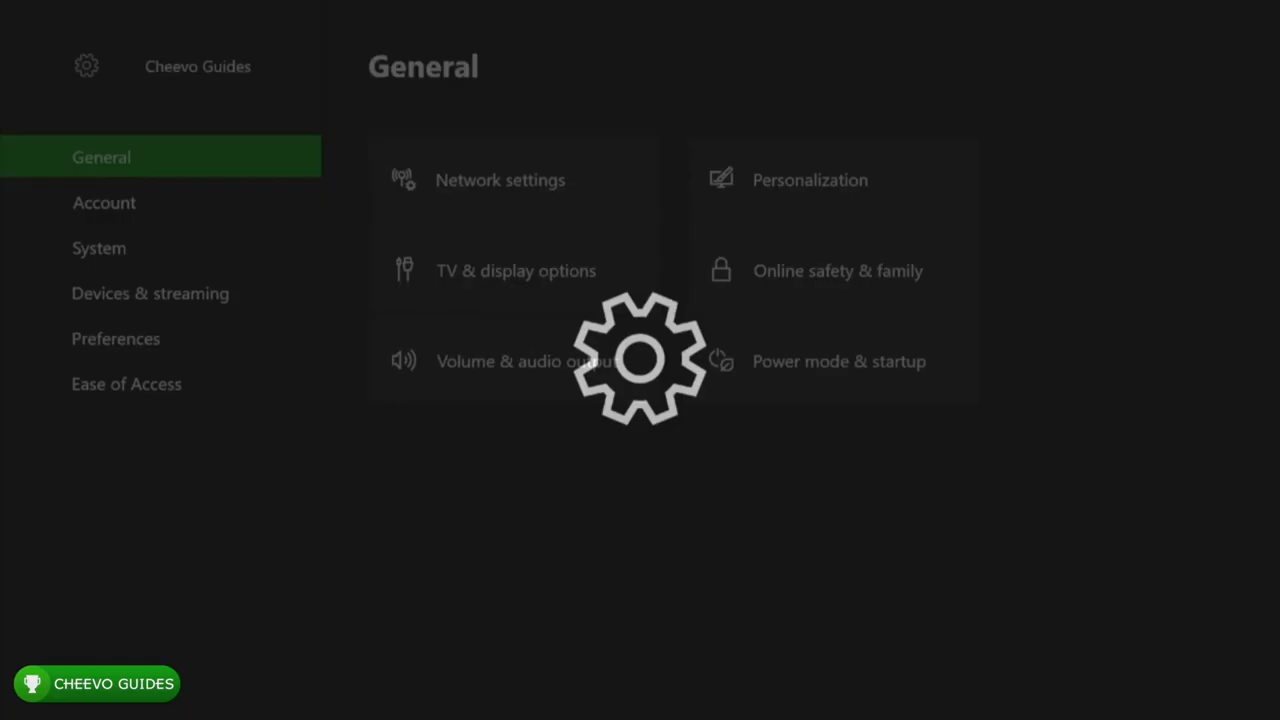 Cheevo Guides
General
General
Account
System
Devices & streaming
Preferences
Ease of Access
Network settings
Personalization
TV & display options
Online safety & family
Volume & audio output
Power mode & startup
CHEEVO GUIDES